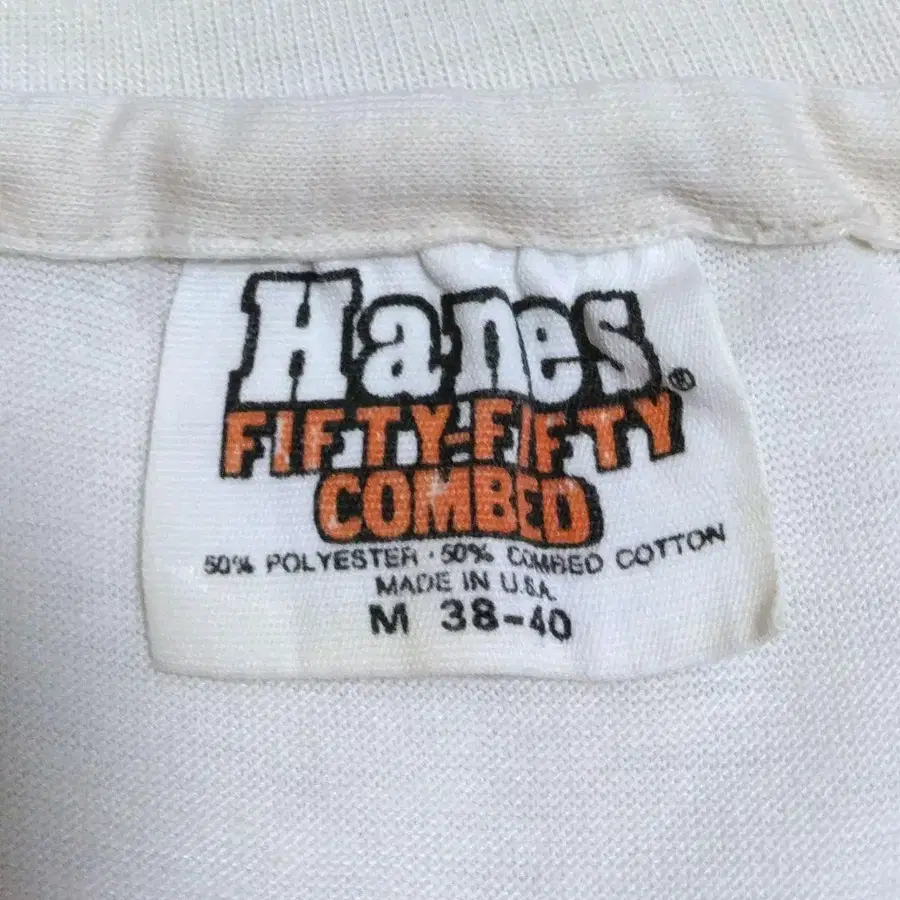 Hanes®
FIFTY-FIFTY
COMBED
50% POLYESTER · 50% COMBED COTTON
MADE IN U.S.A.
M 38-40